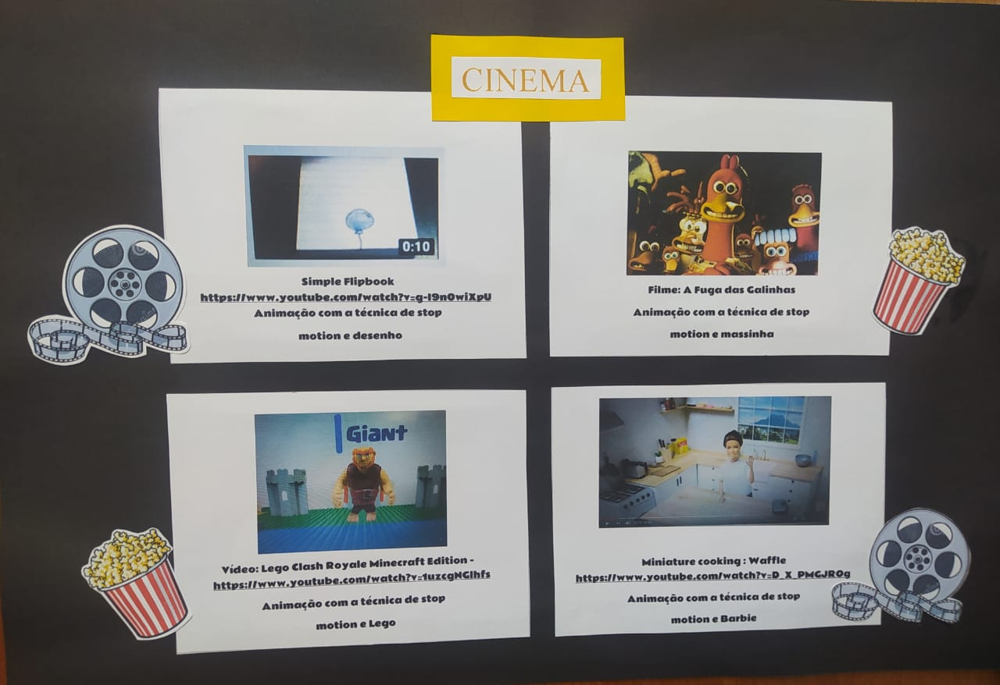 CINEMA
0:10
Simple Flipbook
https://www.youtube.com/watch?v=g-I9nOwiXpU
Animação com a técnica de stop
motion e desenho
Filme: A Fuga das Galinhas
Animação com a técnica de stop
motion e massinha
Giant
Vídeo: Lego Clash Royale Minecraft Edition -
https://www.youtube.com/watch?v=1uzcgNGlhfs
Animação com a técnica de stop
motion e Lego
Miniature cooking : Waffle
https://www.youtube.com/watch?v=D_X_PMGJROg
Animação com a técnica de stop
motion e Barbie